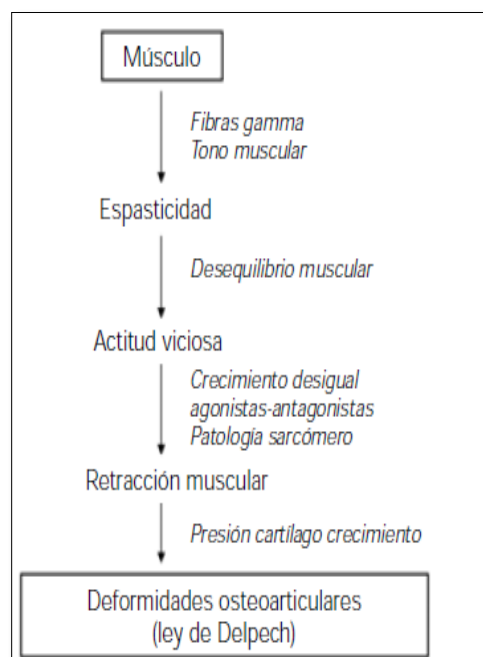 Músculo
Fibras gamma
Tono muscular
Espasticidad
Desequilibrio muscular
Actitud viciosa
Crecimiento desigual
agonistas-antagonistas
Patología sarcómero
Retracción muscular
Presión cartílago crecimiento
Deformidades osteoarticulares
(ley de Delpech)